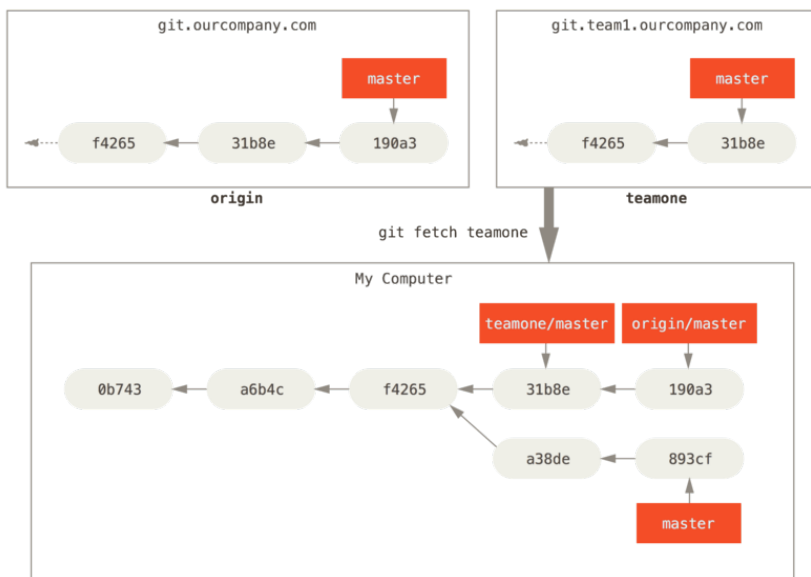 git.ourcompany.com
master
f4265
31b8e
190a3
origin
git.team1.ourcompany.com
master
f4265
31b8e
teamone
git fetch teamone
My Computer
teamone/master
origin/master
0b743
a6b4c
f4265
31b8e
190a3
a38de
893cf
master